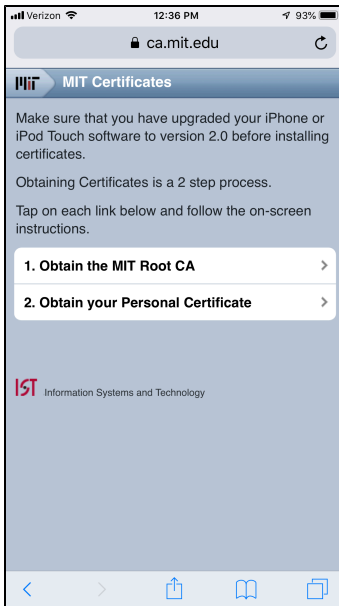 Verizon 12:36 PM 93%
ca.mit.edu
MIT MIT Certificates
Make sure that you have upgraded your iPhone or
iPod Touch software to version 2.0 before installing
certificates.
Obtaining Certificates is a 2 step process.
Tap on each link below and follow the on-screen
instructions.
1. Obtain the MIT Root CA
2. Obtain your Personal Certificate
IST Information Systems and Technology